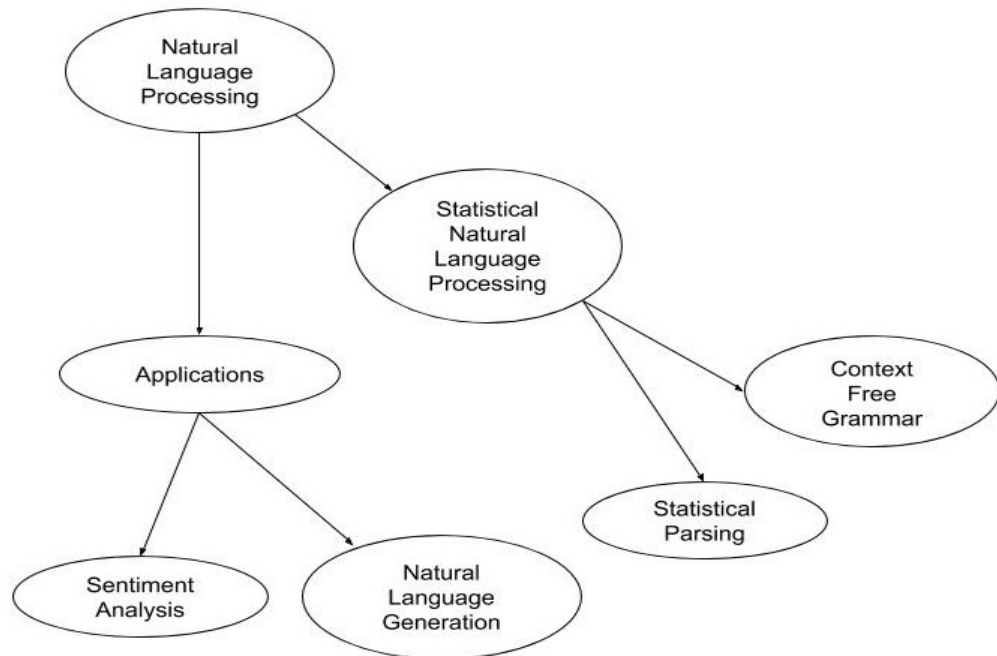 Natural
Language
Processing
Statistical
Natural
Language
Processing
Applications
Context
Free
Grammar
Statistical
Parsing
Sentiment
Analysis
Natural
Language
Generation